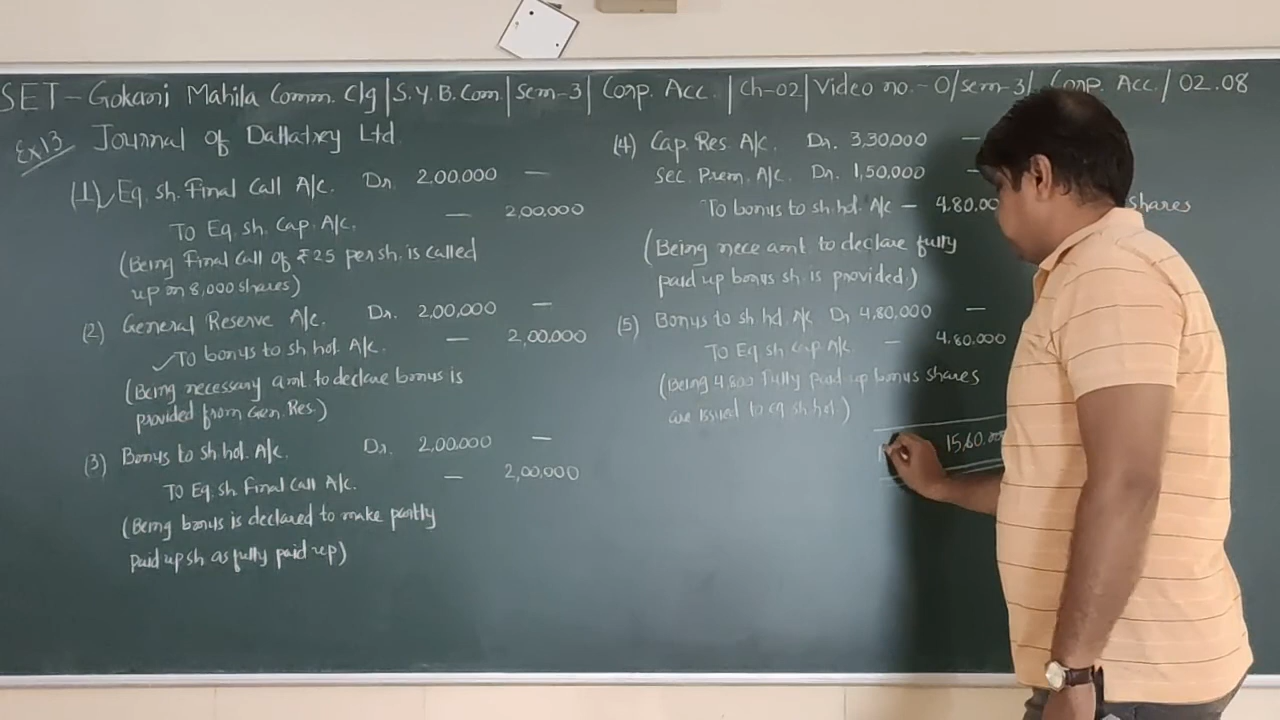 SET - Gokani Mahila Comm. Clg | S.Y.B.Com | sem-3 | Corp. Acc. | ch-02 | Video no. - 0/sem-3/ Corp. Acc./ 02.08
Ex13 Journal of Dattatrey Ltd
(1) Eq. sh. Final Call A/c. Dr. 2,00,000 —
To Eq. sh. Cap. A/c. — 2,00,000
(Being Final Call of ₹25 per sh. is called
up on 8,000 shares)
(2) General Reserve A/c. Dr. 2,00,000 —
To bonus to sh. hol. A/c. — 2,00,000
(Being necessary amt. to declare bonus is
provided from Gen. Res.)
(3) Bonus to sh. hol. A/c. Dr. 2,00,000 —
To Eq. sh. Final Call A/c. — 2,00,000
(Being bonus is declared to make partly
paid up sh as fully paid up)
(4) Cap. Res. A/c. Dr. 3,30,000 —
Sec. Prem. A/c. Dr. 1,50,000 —
To bonus to sh. hol. A/c — 4,80,00 shares
(Being nece amt. to declare fully
paid up bonus sh. is provided.)
(5) Bonus to sh. hd. A/c Dr 4,80,000 —
To Eq. sh. Cap A/c. — 4,80,000
(Being 4,800 Fully paid up bonus shares
are issued to eq. sh. hol.)
15,60,000